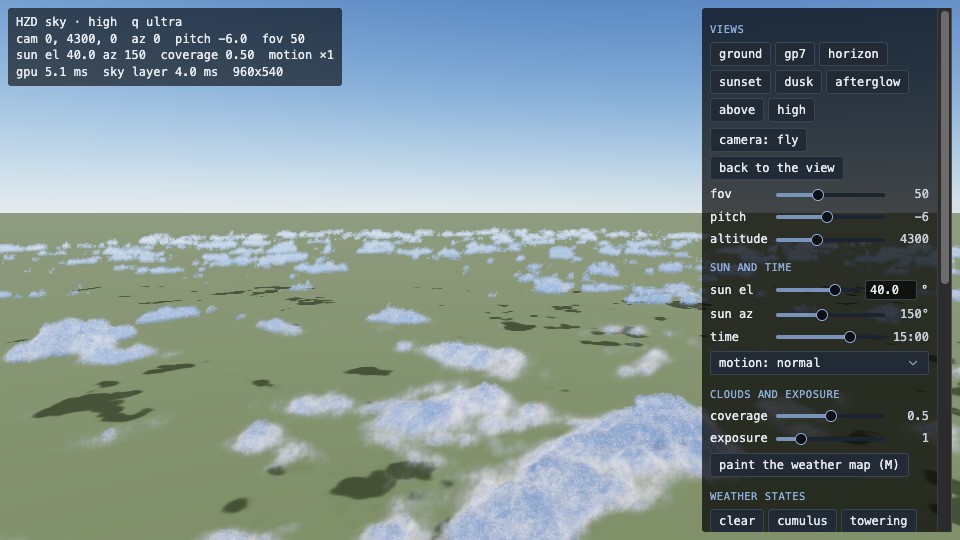 HZD sky · high q ultra
cam 0, 4300, 0 az 0 pitch −6.0 fov 50
sun el 40.0 az 150 coverage 0.50 motion ×1
gpu 5.1 ms sky layer 4.0 ms 960x540
VIEWS
ground gp7 horizon
sunset dusk afterglow
above high
camera: fly
back to the view
fov 50
pitch −6
altitude 4300
SUN AND TIME
sun el 40.0 °
sun az 150°
time 15:00
motion: normal
CLOUDS AND EXPOSURE
coverage 0.5
exposure 1
paint the weather map (M)
WEATHER STATES
clear cumulus towering